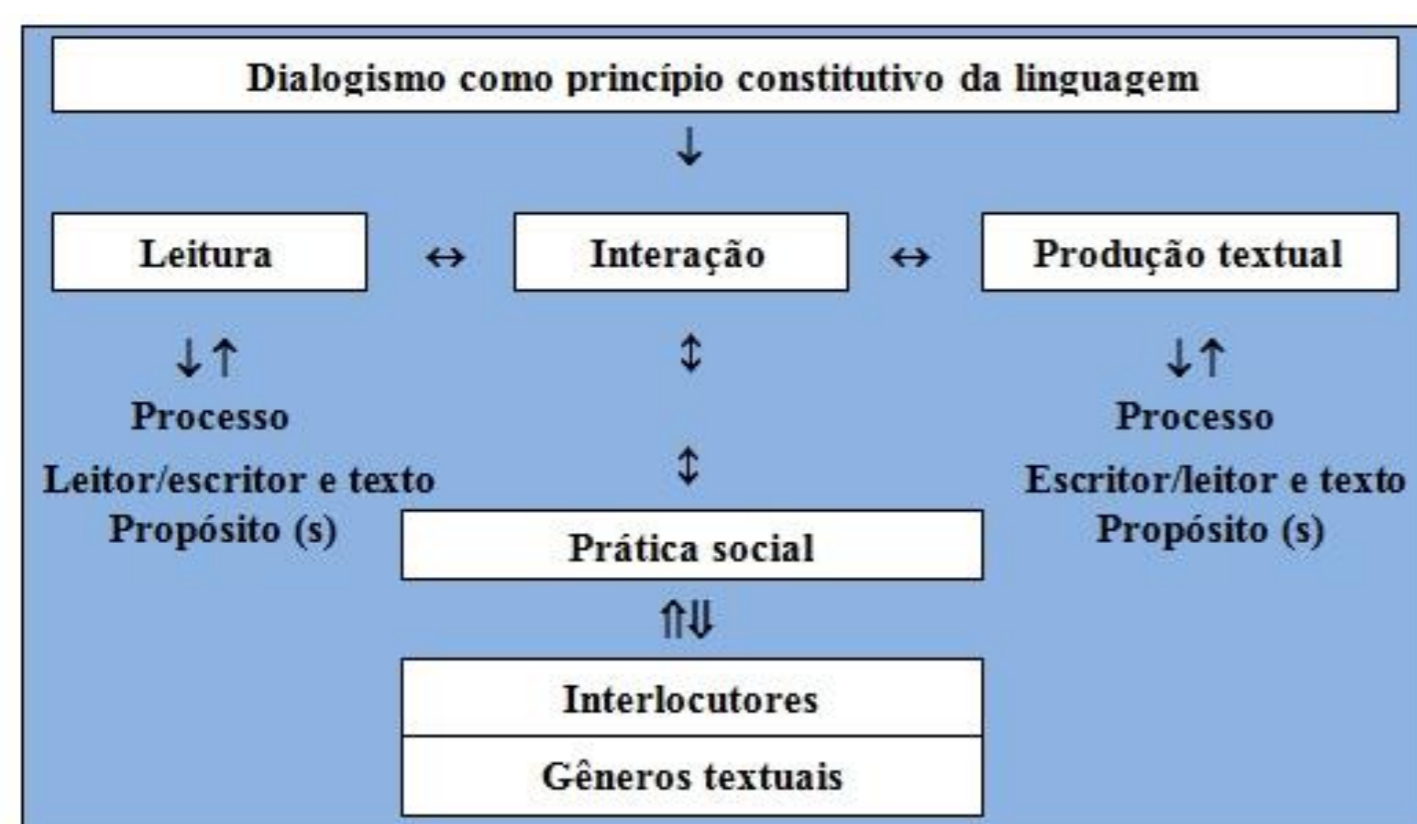 Dialogismo como princípio constitutivo da linguagem
↓
Leitura ↔ Interação ↔ Produção textual
↓↑ ↕ ↓↑
Processo
Leitor/escritor e texto
Propósito (s)
↕
Processo
Escritor/leitor e texto
Propósito (s)
Prática social
⇑⇓
Interlocutores
Gêneros textuais